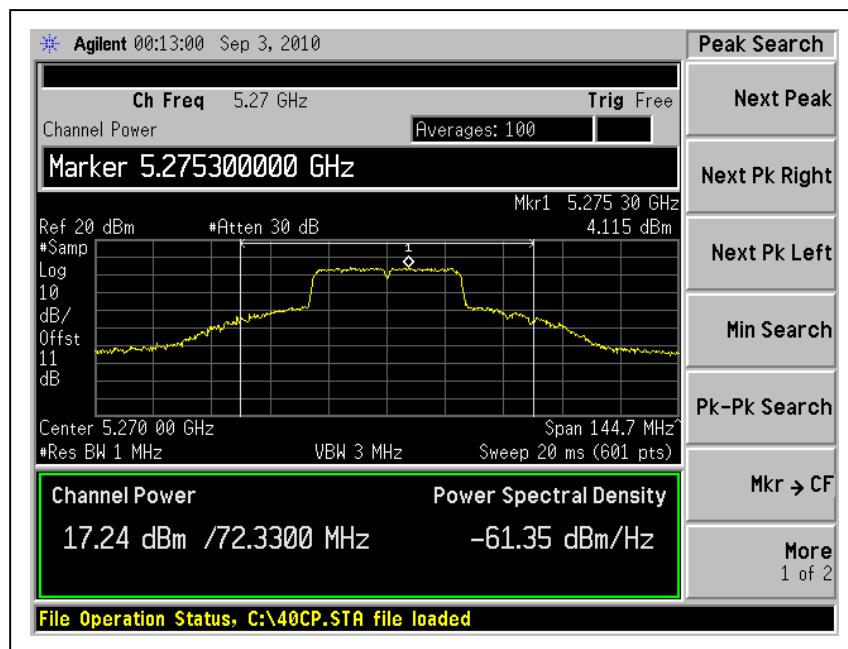 Agilent 00:13:00 Sep 3, 2010
Peak Search
Ch Freq 5.27 GHz Trig Free
Channel Power Averages: 100
Marker 5.275300000 GHz
Mkr1 5.275 30 GHz
Ref 20 dBm #Atten 30 dB 4.115 dBm
#Samp
Log
10
dB/
Offst
11
dB
1
Center 5.270 00 GHz Span 144.7 MHz^
#Res BW 1 MHz VBW 3 MHz Sweep 20 ms (601 pts)
Channel Power Power Spectral Density
17.24 dBm /72.3300 MHz -61.35 dBm/Hz
File Operation Status, C:\40CP.STA file loaded
Next Peak
Next Pk Right
Next Pk Left
Min Search
Pk-Pk Search
Mkr → CF
More
1 of 2